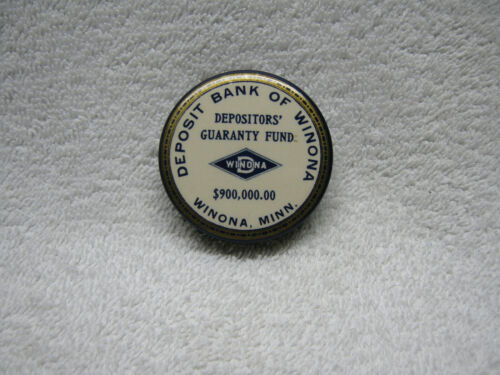 DEPOSIT BANK OF WINONA
DEPOSITORS'
GUARANTY FUND
D
WINONA
$900,000.00
WINONA, MINN.